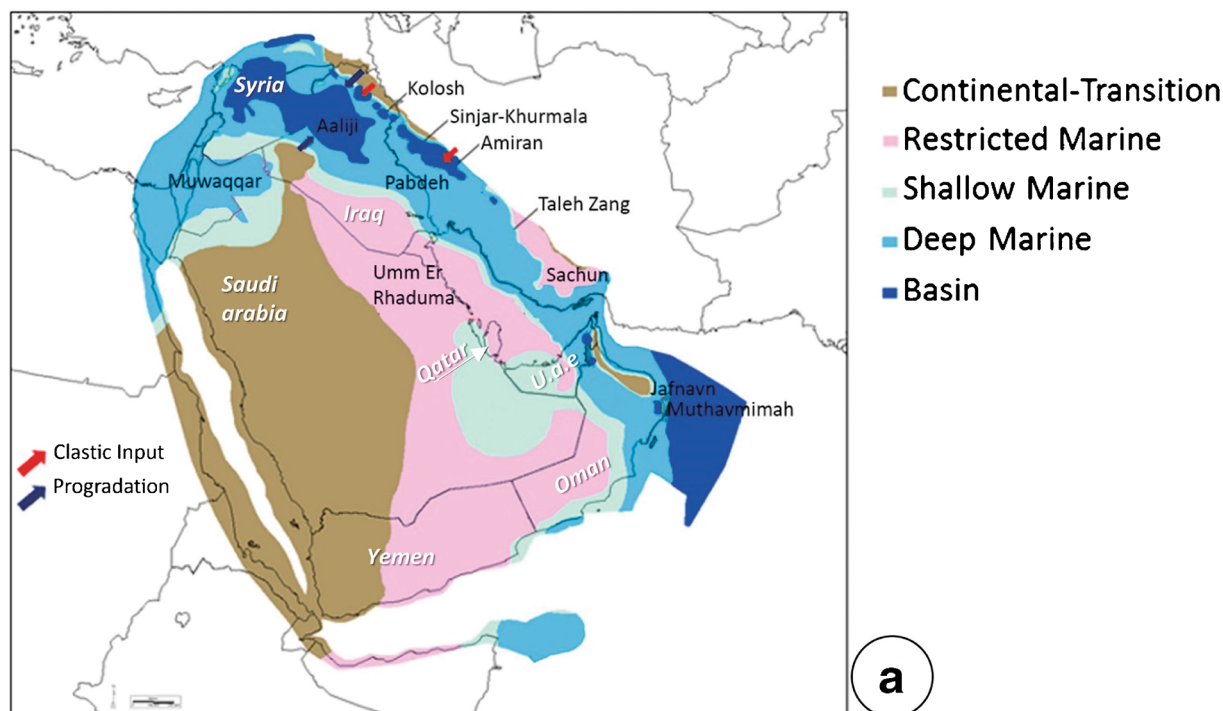 Syria
Kolosh
Sinjar-Khurmala
Aaliji
Amiran
Muwaqqar
Pabdeh
Taleh Zang
Iraq
Umm Er
Rhaduma
Sachun
Saudi
arabia
Qatar
U.a.e
Jafnavn
Muthavmimah
Oman
Yemen
Clastic Input
Progradation
Continental-Transition
Restricted Marine
Shallow Marine
Deep Marine
Basin
a